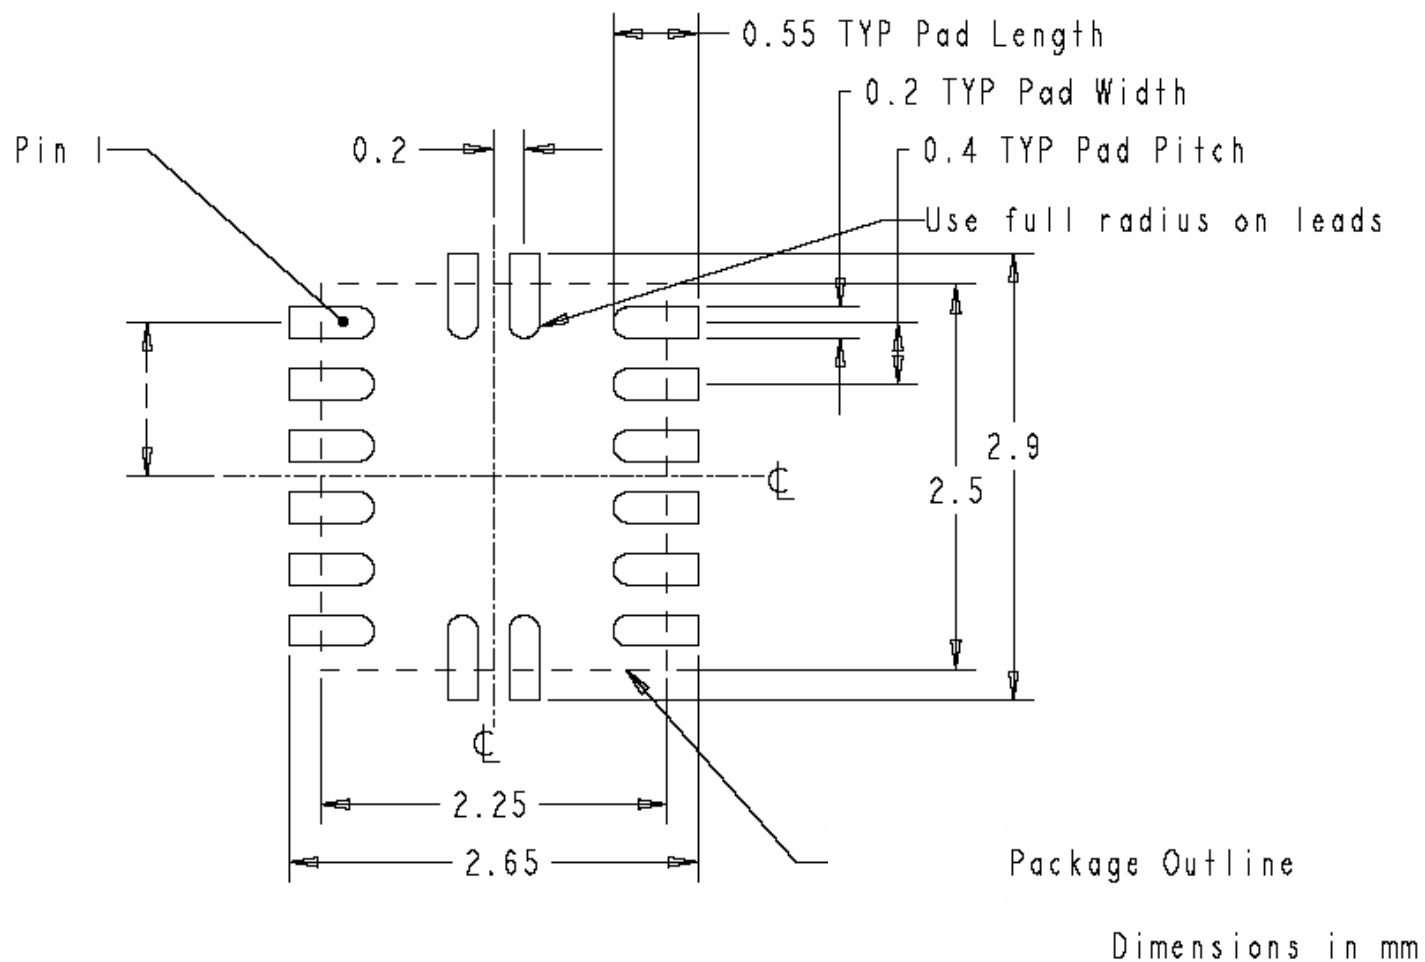 0.55 TYP Pad Length
0.2 TYP Pad Width
Pin 1
0.2
0.4 TYP Pad Pitch
Use full radius on leads
2.9
2.5
℄
℄
2.25
2.65
Package Outline
Dimensions in mm